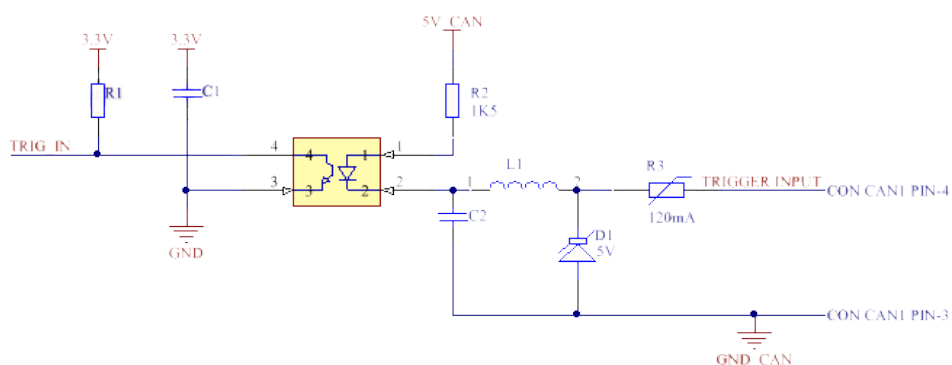 5V_CAN
3.3V
3.3V
R1
C1
R2
1K5
TRIG_IN
4
4
1
1
3
3
2
2
1
L1
2
R3
TRIGGER INPUT
CON CAN1 PIN-4
120mA
C2
D1
5V
GND
CON CAN1 PIN-3
GND_CAN